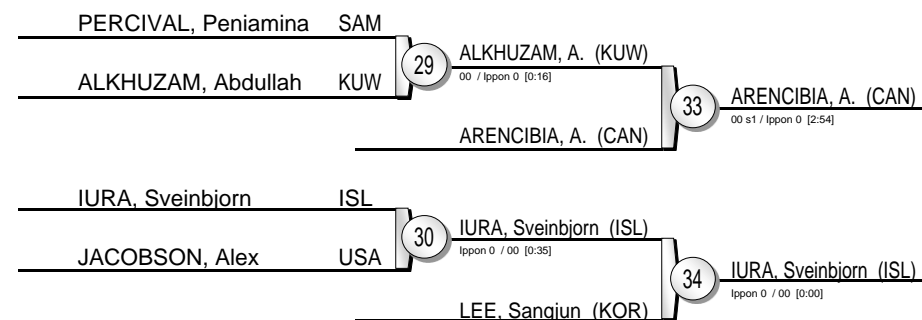 PERCIVAL, Peniamina SAM
29
ALKHUZAM, A. (KUW)
00 / Ippon 0 [0:16]
ALKHUZAM, Abdullah KUW
33
ARENCIBIA, A. (CAN)
00 s1 / Ippon 0 [2:54]
ARENCIBIA, A. (CAN)
IURA, Sveinbjorn ISL
30
IURA, Sveinbjorn (ISL)
Ippon 0 / 00 [0:35]
JACOBSON, Alex USA
34
IURA, Sveinbjorn (ISL)
Ippon 0 / 00 [0:00]
LEE, Sangjun (KOR)